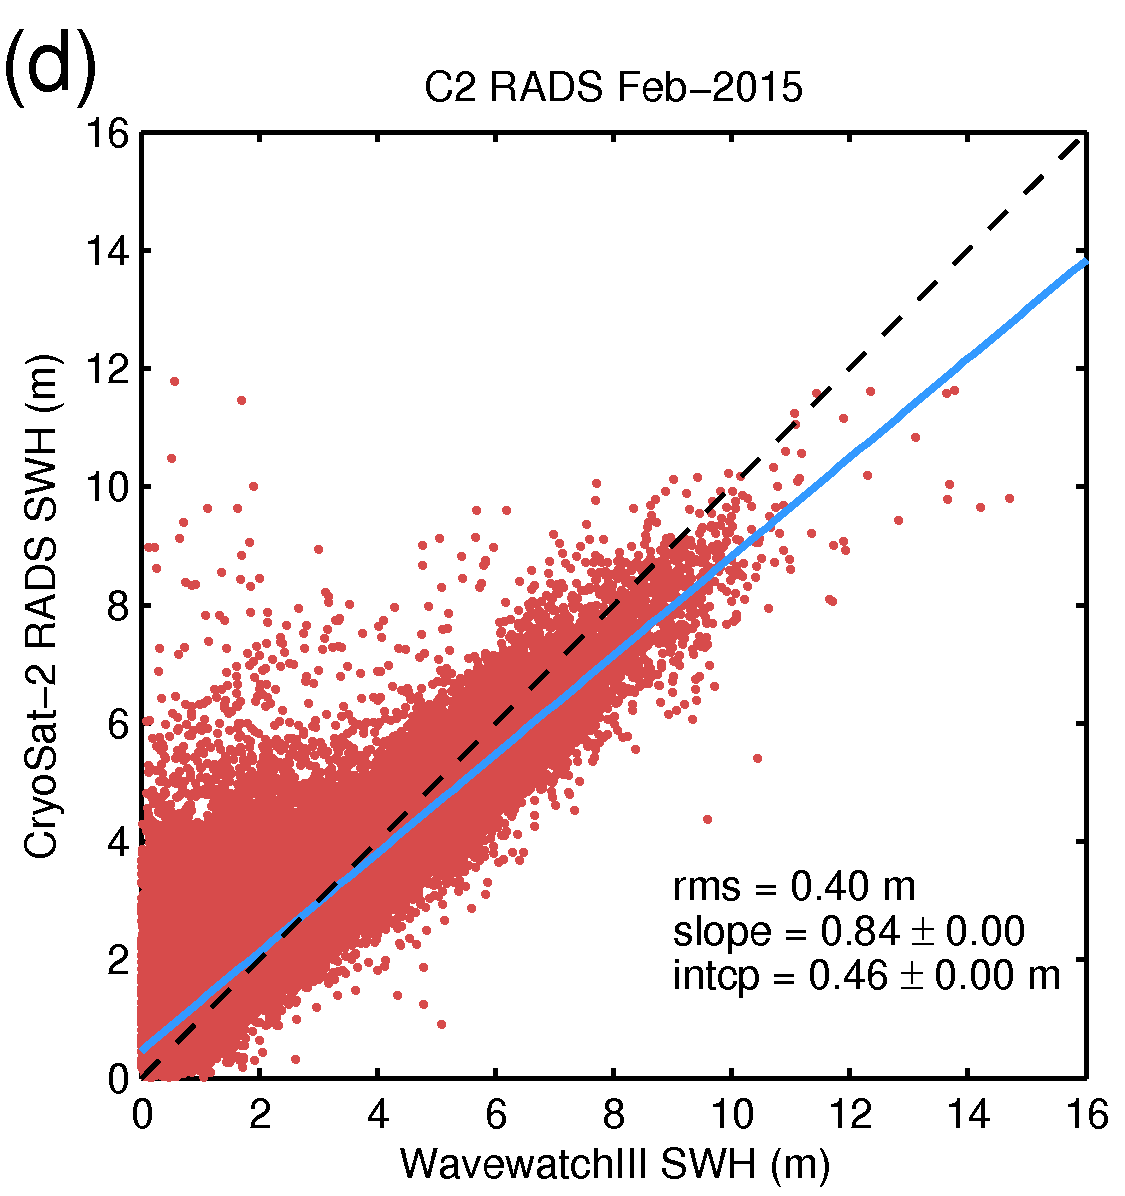 (d)
C2 RADS Feb−2015
16
14
12
10
8
6
4
2
0
CryoSat−2 RADS SWH (m)
rms = 0.40 m
slope = 0.84 ± 0.00
intcp = 0.46 ± 0.00 m
0 2 4 6 8 10 12 14 16
WavewatchIII SWH (m)